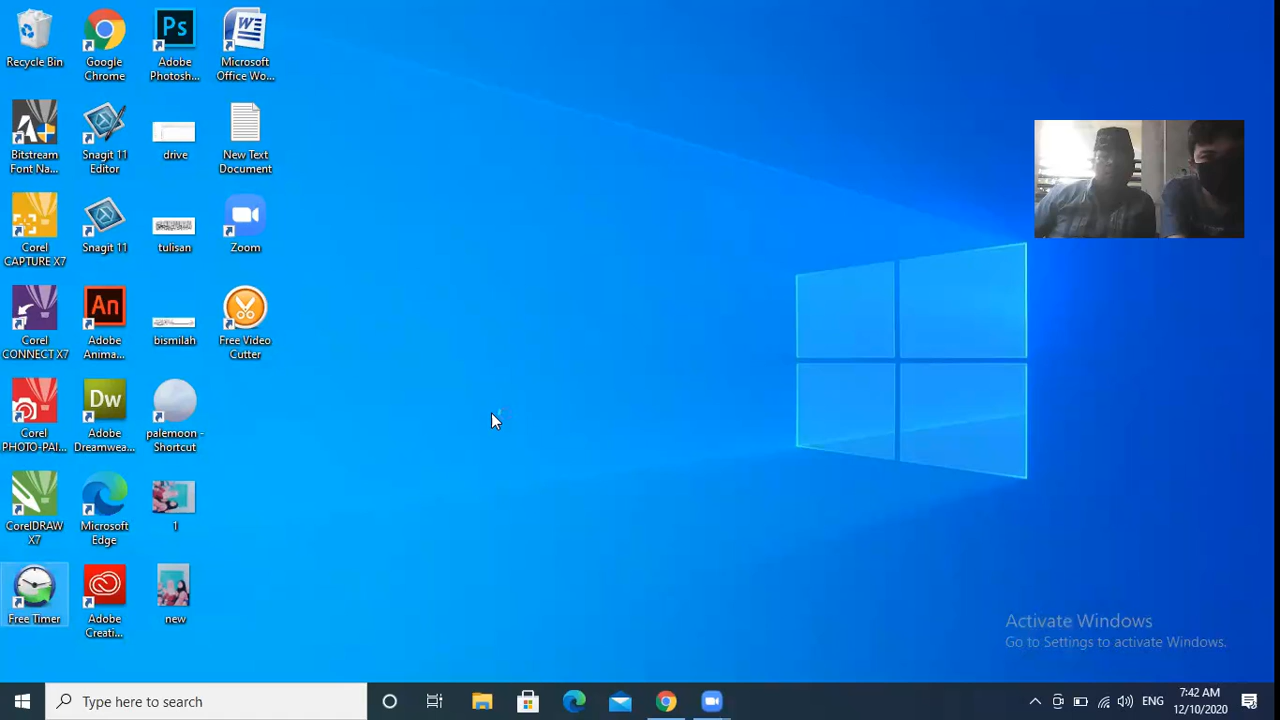 Recycle Bin
Google
Chrome
Adobe
Photosh...
Microsoft
Office Wo...
Bitstream
Font Na...
Snagit 11
Editor
drive
New Text
Document
Corel
CAPTURE X7
Snagit 11
tulisan
Zoom
Corel
CONNECT X7
Adobe
Anima...
bismilah
Free Video
Cutter
Corel
PHOTO-PAI...
Adobe
Dreamwea...
palemoon -
Shortcut
CorelDRAW
X7
Microsoft
Edge
1
Free Timer
Adobe
Creati...
new
Ps
W
An
Dw
Activate Windows
Go to Settings to activate Windows.
Type here to search
ENG
7:42 AM
12/10/2020